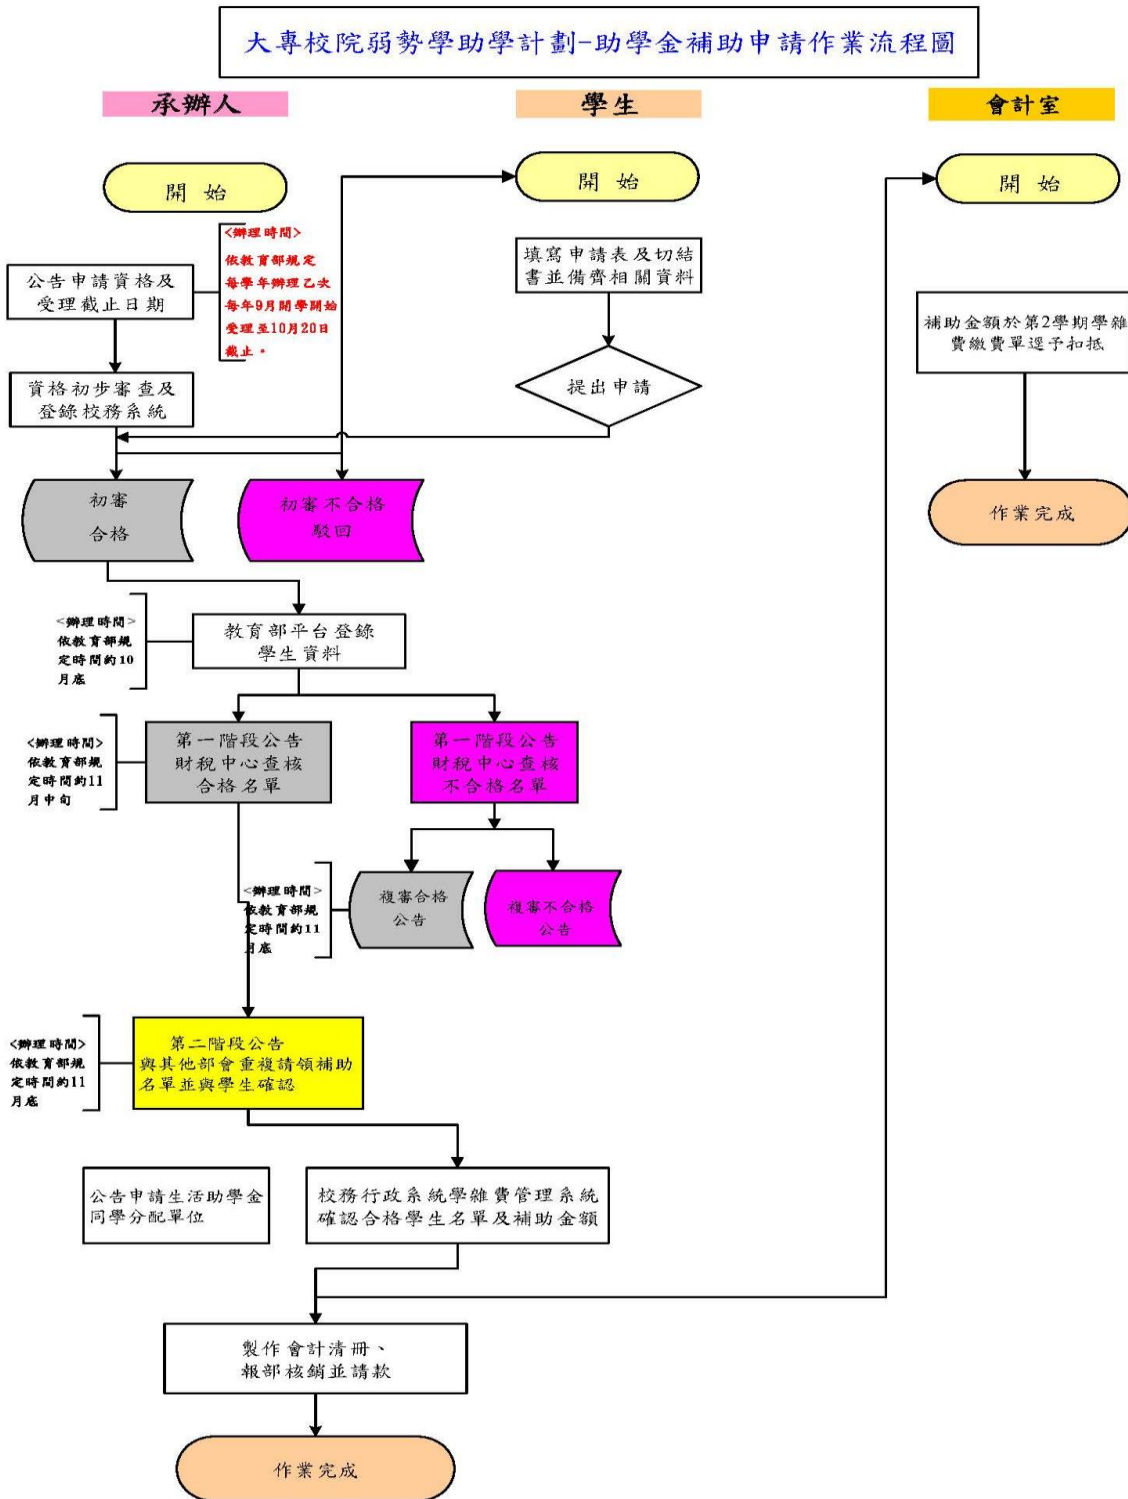 大專校院弱勢學助學計劃-助學金補助申請作業流程圖
承辦人
學生
會計室
開 始
開 始
開 始
<辦理時間>
依教育部規定
每學年辦理乙次
每年9月開學開始
受理至10月20日
截止。
公告申請資格及
受理截止日期
填寫申請表及切結
書並備齊相關資料
補助金額於第2學期學雜
費繳費單逕予扣抵
資格初步審查及
登錄校務系統
提出申請
初審
合格
初審不合格
駁回
作業完成
<辦理時間>
依教育部規
定時間約10
月底
教育部平台登錄
學生資料
<辦理時間>
依教育部規
定時間約11
月中旬
第一階段公告
財稅中心查核
合格名單
第一階段公告
財稅中心查核
不合格名單
<辦理時間>
依教育部規
定時間約11
月底
複審合格
公告
複審不合格
公告
<辦理時間>
依教育部規
定時間約11
月底
第二階段公告
與其他部會重複請領補助
名單並與學生確認
公告申請生活助學金
同學分配單位
校務行政系統學雜費管理系統
確認合格學生名單及補助金額
製作會計清冊、
報部核銷並請款
作業完成